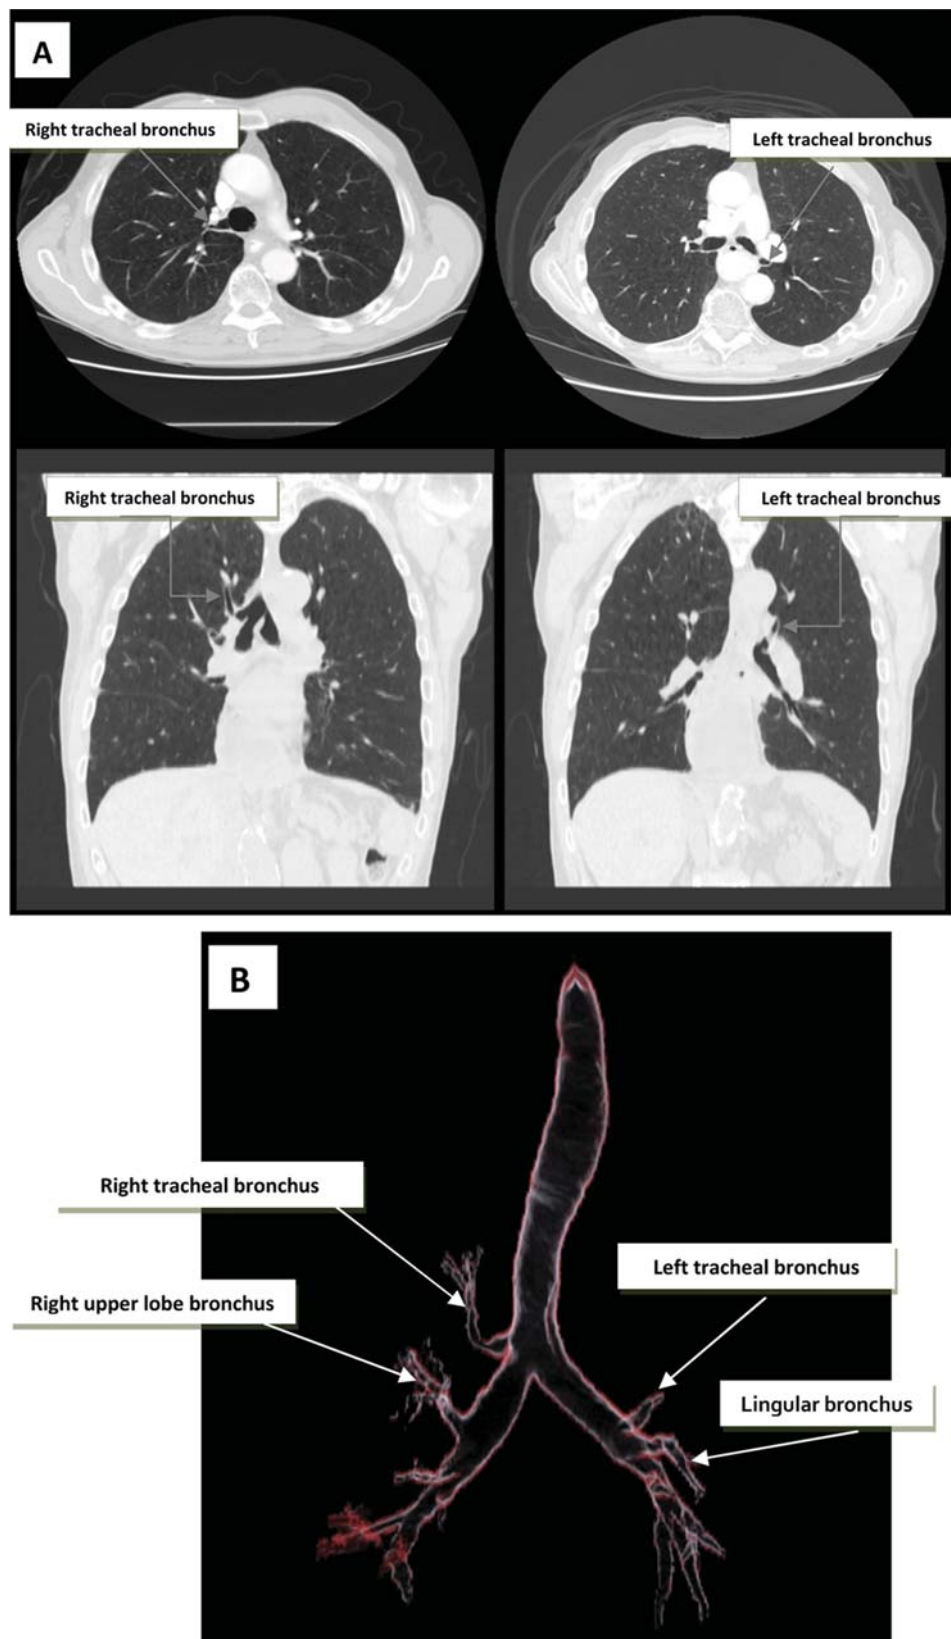 A
Right tracheal bronchus
Left tracheal bronchus
Right tracheal bronchus
Left tracheal bronchus
B
Right tracheal bronchus
Left tracheal bronchus
Right upper lobe bronchus
Lingular bronchus